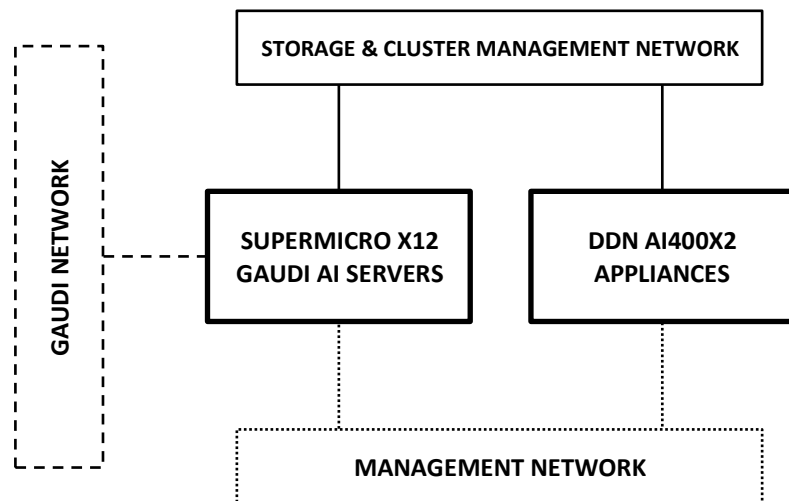 STORAGE & CLUSTER MANAGEMENT NETWORK
GAUDI NETWORK
SUPERMICRO X12
GAUDI AI SERVERS
DDN AI400X2
APPLIANCES
MANAGEMENT NETWORK